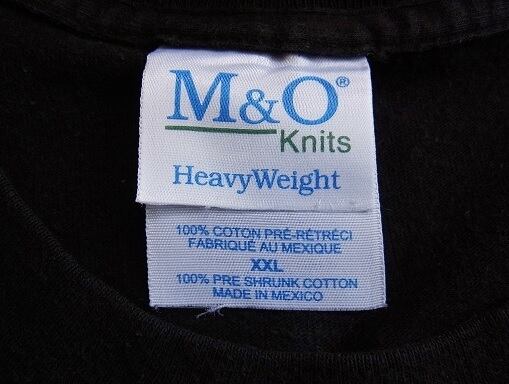 M&O®
Knits
HeavyWeight
100% COTON PRÉ-RÉTRÉCI
FABRIQUÉ AU MEXIQUE
XXL
100% PRE SHRUNK COTTON
MADE IN MEXICO